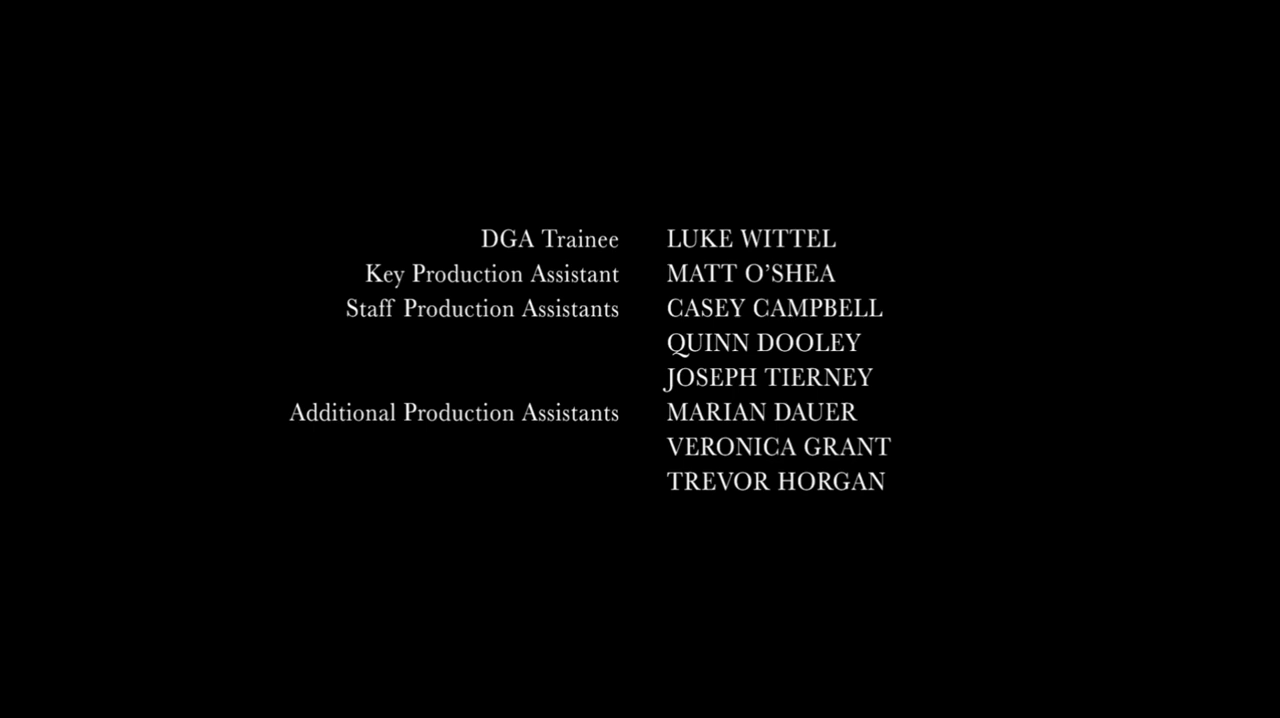 DGA Trainee LUKE WITTEL
Key Production Assistant MATT O’SHEA
Staff Production Assistants CASEY CAMPBELL
QUINN DOOLEY
JOSEPH TIERNEY
Additional Production Assistants MARIAN DAUER
VERONICA GRANT
TREVOR HORGAN